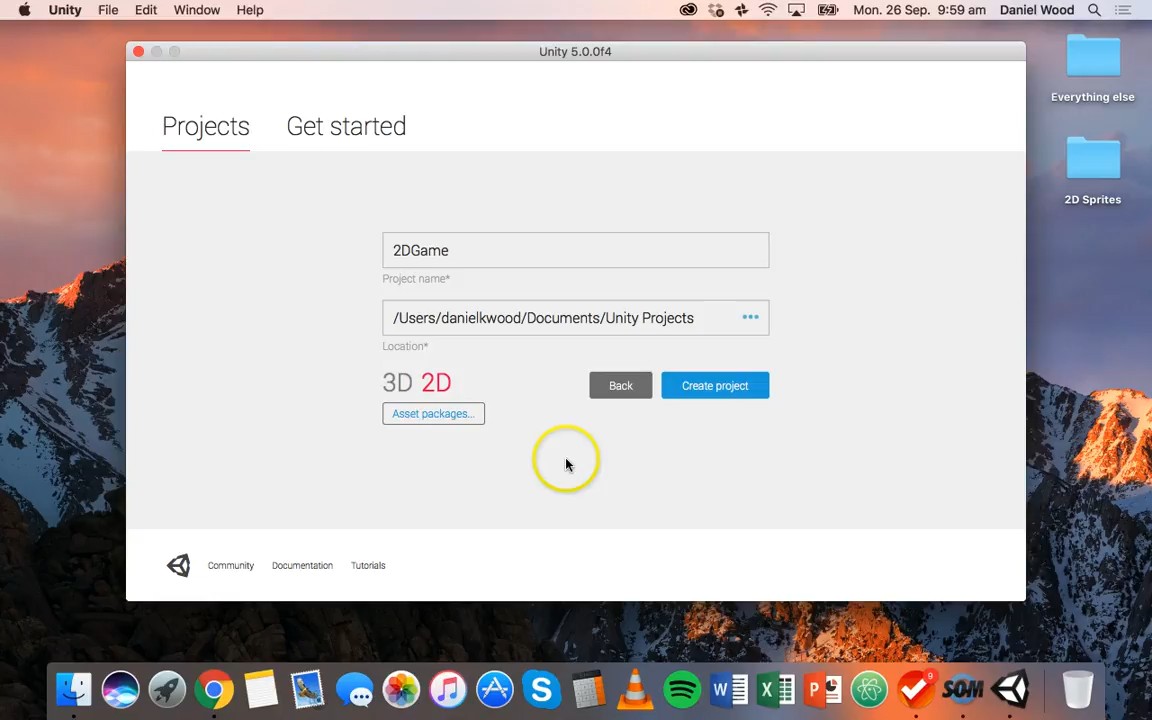 Unity File Edit Window Help Mon. 26 Sep. 9:59 am Daniel Wood
Unity 5.0.0f4
Everything else
Projects Get started
2D Sprites
2DGame
Project name*
/Users/danielkwood/Documents/Unity Projects
Location*
3D 2D Back Create project
Asset packages...
Community Documentation Tutorials
9
S W X P SOM